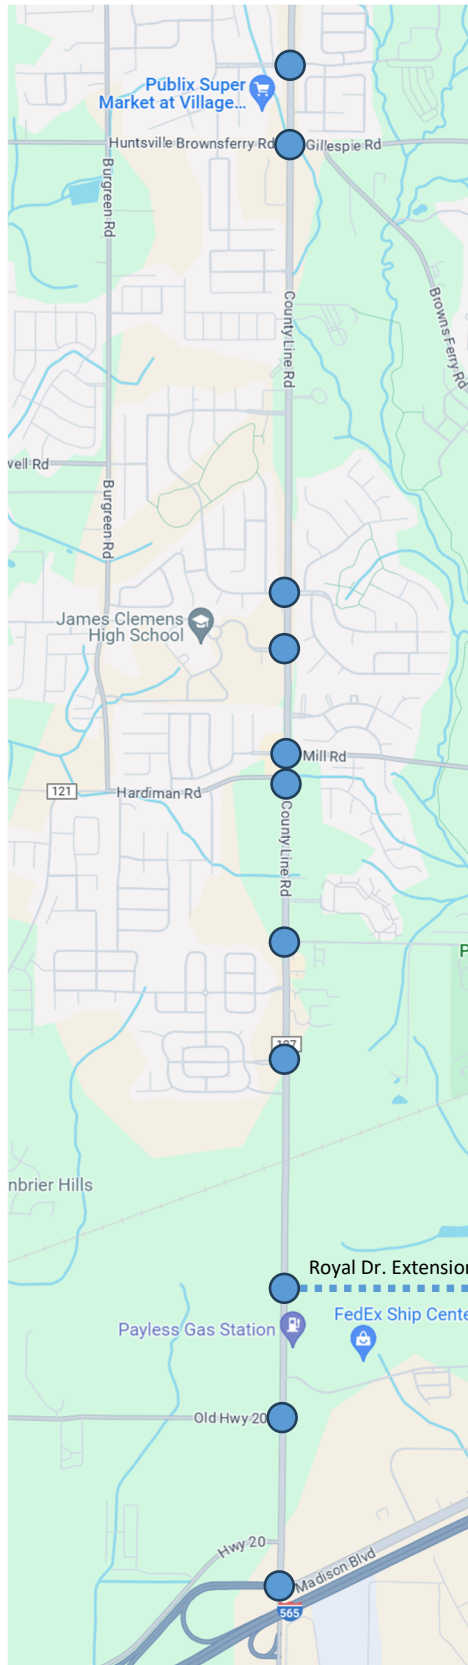 Publix Super
Market at Village...
Huntsville Brownsferry Rd
Gillespie Rd
Burgreen Rd
County Line Rd
Browns Ferry Rd
well Rd
Burgreen Rd
James Clemens
High School
Mill Rd
121
Hardiman Rd
County Line Rd
P
nbrier Hills
Royal Dr. Extension
FedEx Ship Cente
Payless Gas Station
Old Hwy 20
Hwy 20
Madison Blvd
565